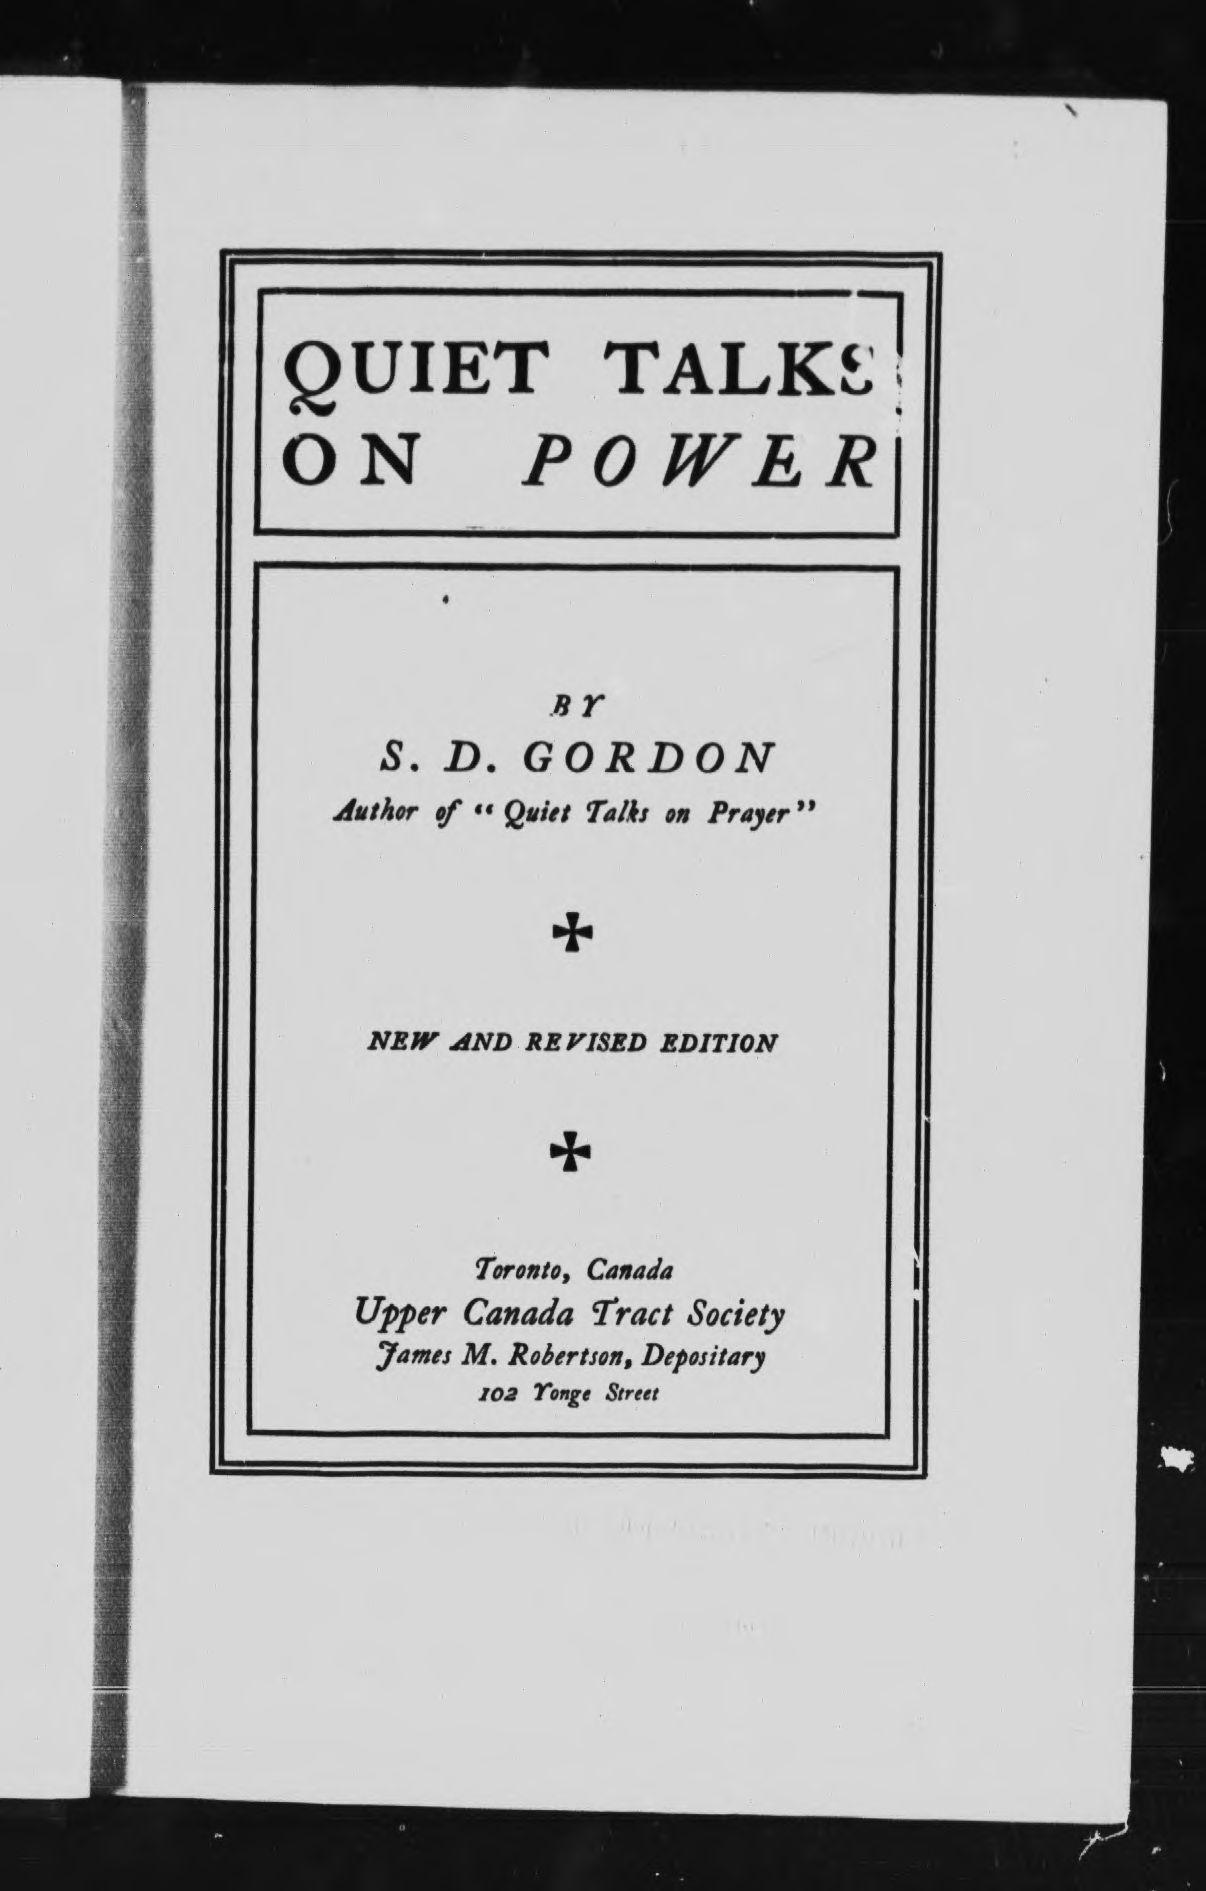 QUIET TALKS
ON POWER
BY
S. D. GORDON
Author of “Quiet Talks on Prayer”
NEW AND REVISED EDITION
Toronto, Canada
Upper Canada Tract Society
James M. Robertson, Depositary
102 Yonge Street